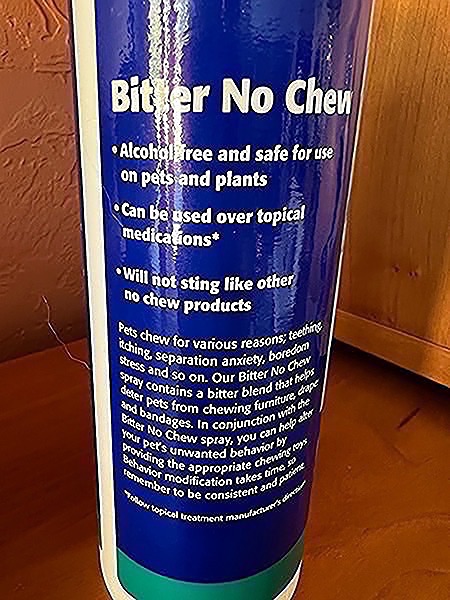 Bitter No Chew
•Alcohol free and safe for use
on pets and plants
•Can be used over topical
medications*
•Will not sting like other
no chew products
Pets chew for various reasons; teething,
itching, separation anxiety, boredom
stress and so on. Our Bitter No Chew
spray contains a bitter blend that helps
deter pets from chewing furniture, drape
and bandages. In conjunction with the
Bitter No Chew spray, you can help alter
your pet's unwanted behavior by
providing the appropriate chewing toys
Behavior modification takes time, so
remember to be consistent and patient
*Follow topical treatment manufacturer's direction